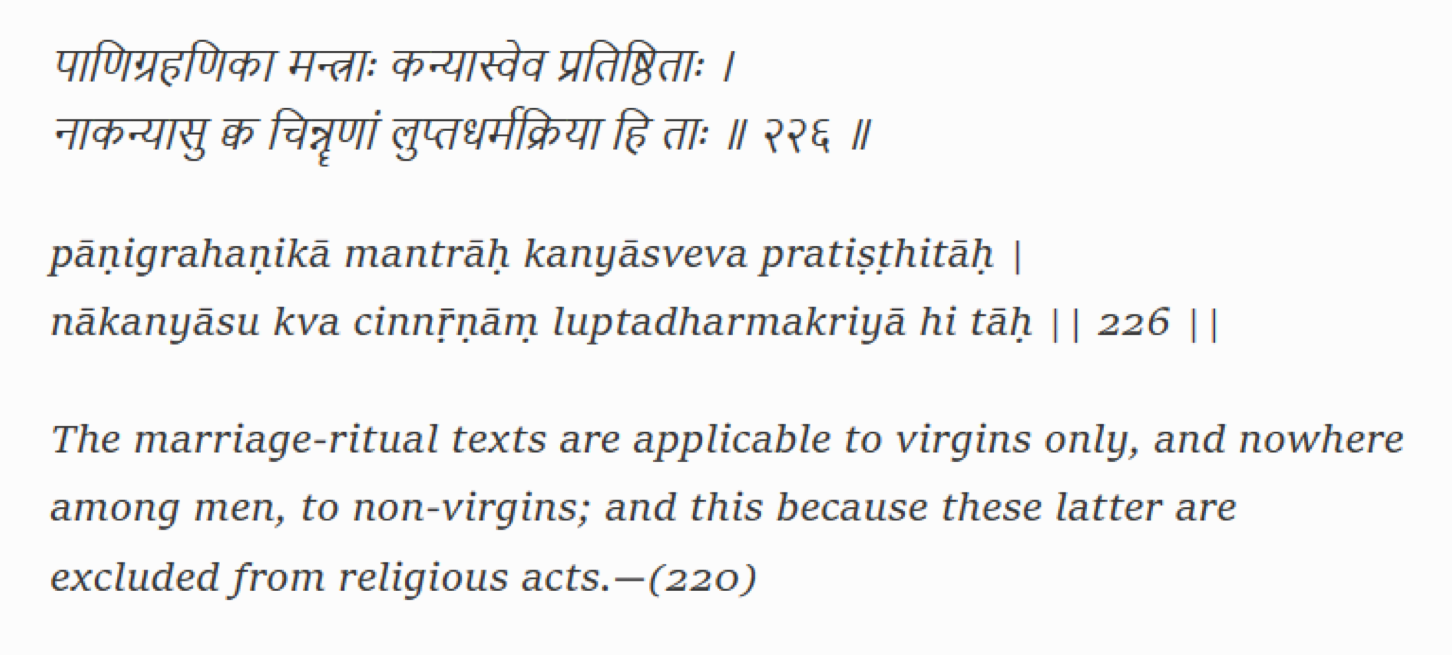 पाणिग्रहणिका मन्त्राः कन्यास्वेव प्रतिष्ठिताः ।
नाकन्यासु क्व चिन्नॄणां लुप्तधर्मक्रिया हि ताः ॥ २२६ ॥
pāṇigrahaṇikā mantrāḥ kanyāsveva pratiṣṭhitāḥ |
nākanyāsu kva cinnṝṇāṃ luptadharmakriyā hi tāḥ || 226 ||
The marriage-ritual texts are applicable to virgins only, and nowhere
among men, to non-virgins; and this because these latter are
excluded from religious acts.—(220)